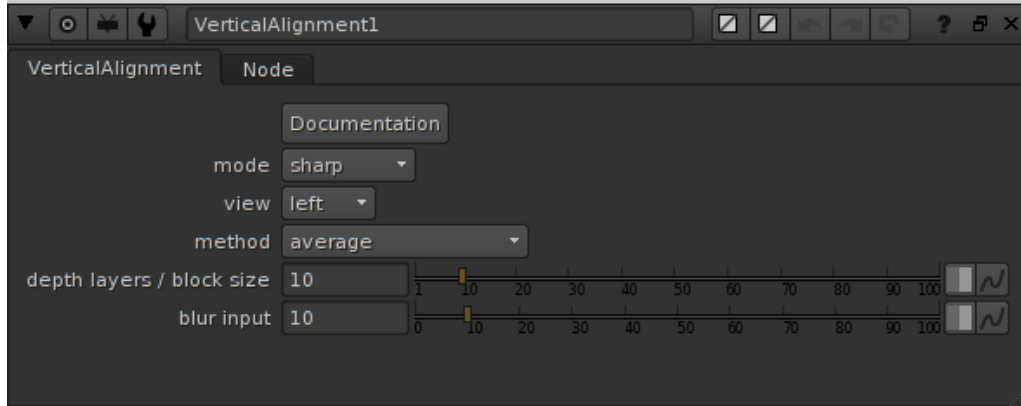 VerticalAlignment1 ?
VerticalAlignment Node
Documentation
mode sharp
view left
method average
depth layers / block size 10
1 10 20 30 40 50 60 70 80 90 100
blur input 10
0 10 20 30 40 50 60 70 80 90 100